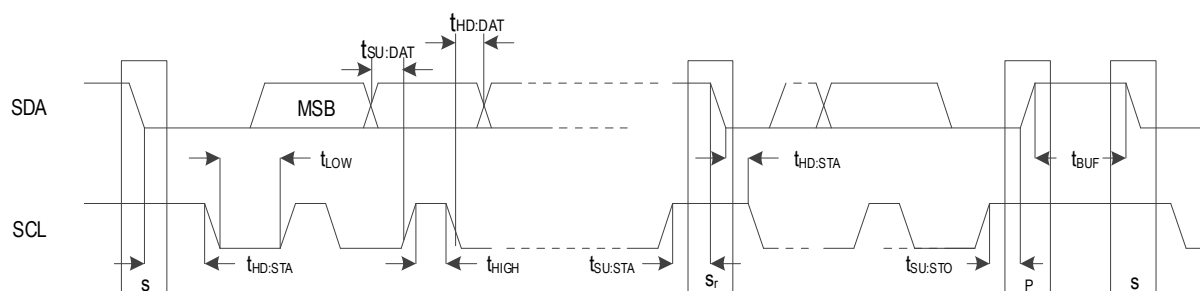 tHD:DAT
tSU:DAT
SDA
MSB
tLOW
tHD:STA
tBUF
SCL
tHD:STA
tHIGH
tSU:STA
tSU:STO
S
Sr
P
S